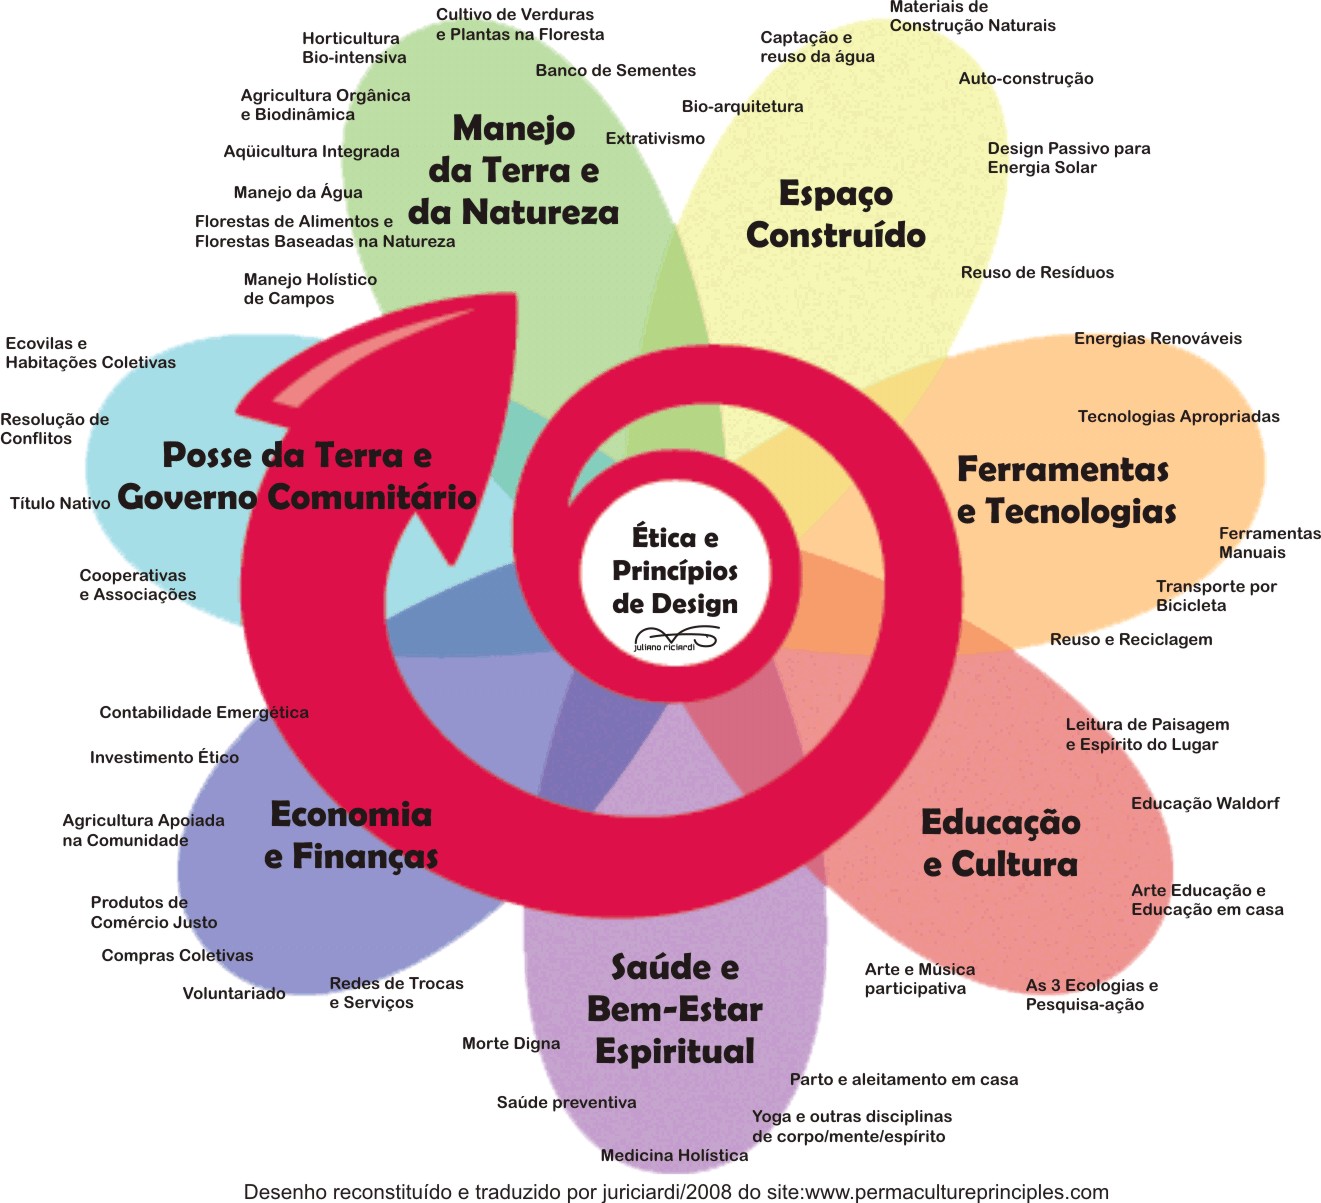 Cultivo de Verduras
e Plantas na Floresta
Horticultura
Bio-intensiva
Banco de Sementes
Agricultura Orgânica
e Biodinâmica
Extrativismo
Aqüicultura Integrada
Manejo da Água
Florestas de Alimentos e
Florestas Baseadas na Natureza
Manejo Holístico
de Campos
Manejo
da Terra e
da Natureza
Materiais de
Construção Naturais
Captação e
reuso da água
Auto-construção
Bio-arquitetura
Design Passivo para
Energia Solar
Reuso de Resíduos
Espaço
Construído
Energias Renováveis
Tecnologias Apropriadas
Ferramentas
e Tecnologias
Ferramentas
Manuais
Transporte por
Bicicleta
Reuso e Reciclagem
Leitura de Paisagem
e Espírito do Lugar
Educação Waldorf
Educação
e Cultura
Arte Educação e
Educação em casa
As 3 Ecologias e
Pesquisa-ação
Arte e Música
participativa
Saúde e
Bem-Estar
Espiritual
Morte Digna
Parto e aleitamento em casa
Saúde preventiva
Yoga e outras disciplinas
de corpo/mente/espírito
Medicina Holística
Contabilidade Emergética
Investimento Ético
Agricultura Apoiada
na Comunidade
Economia
e Finanças
Produtos de
Comércio Justo
Compras Coletivas
Voluntariado
Redes de Trocas
e Serviços
Ecovilas e
Habitações Coletivas
Resolução de
Conflitos
Posse da Terra e
Governo Comunitário
Título Nativo
Cooperativas
e Associações
Ética e
Princípios
de Design
juliano riciardi
Desenho reconstituído e traduzido por juriciardi/2008 do site:www.permacultureprinciples.com